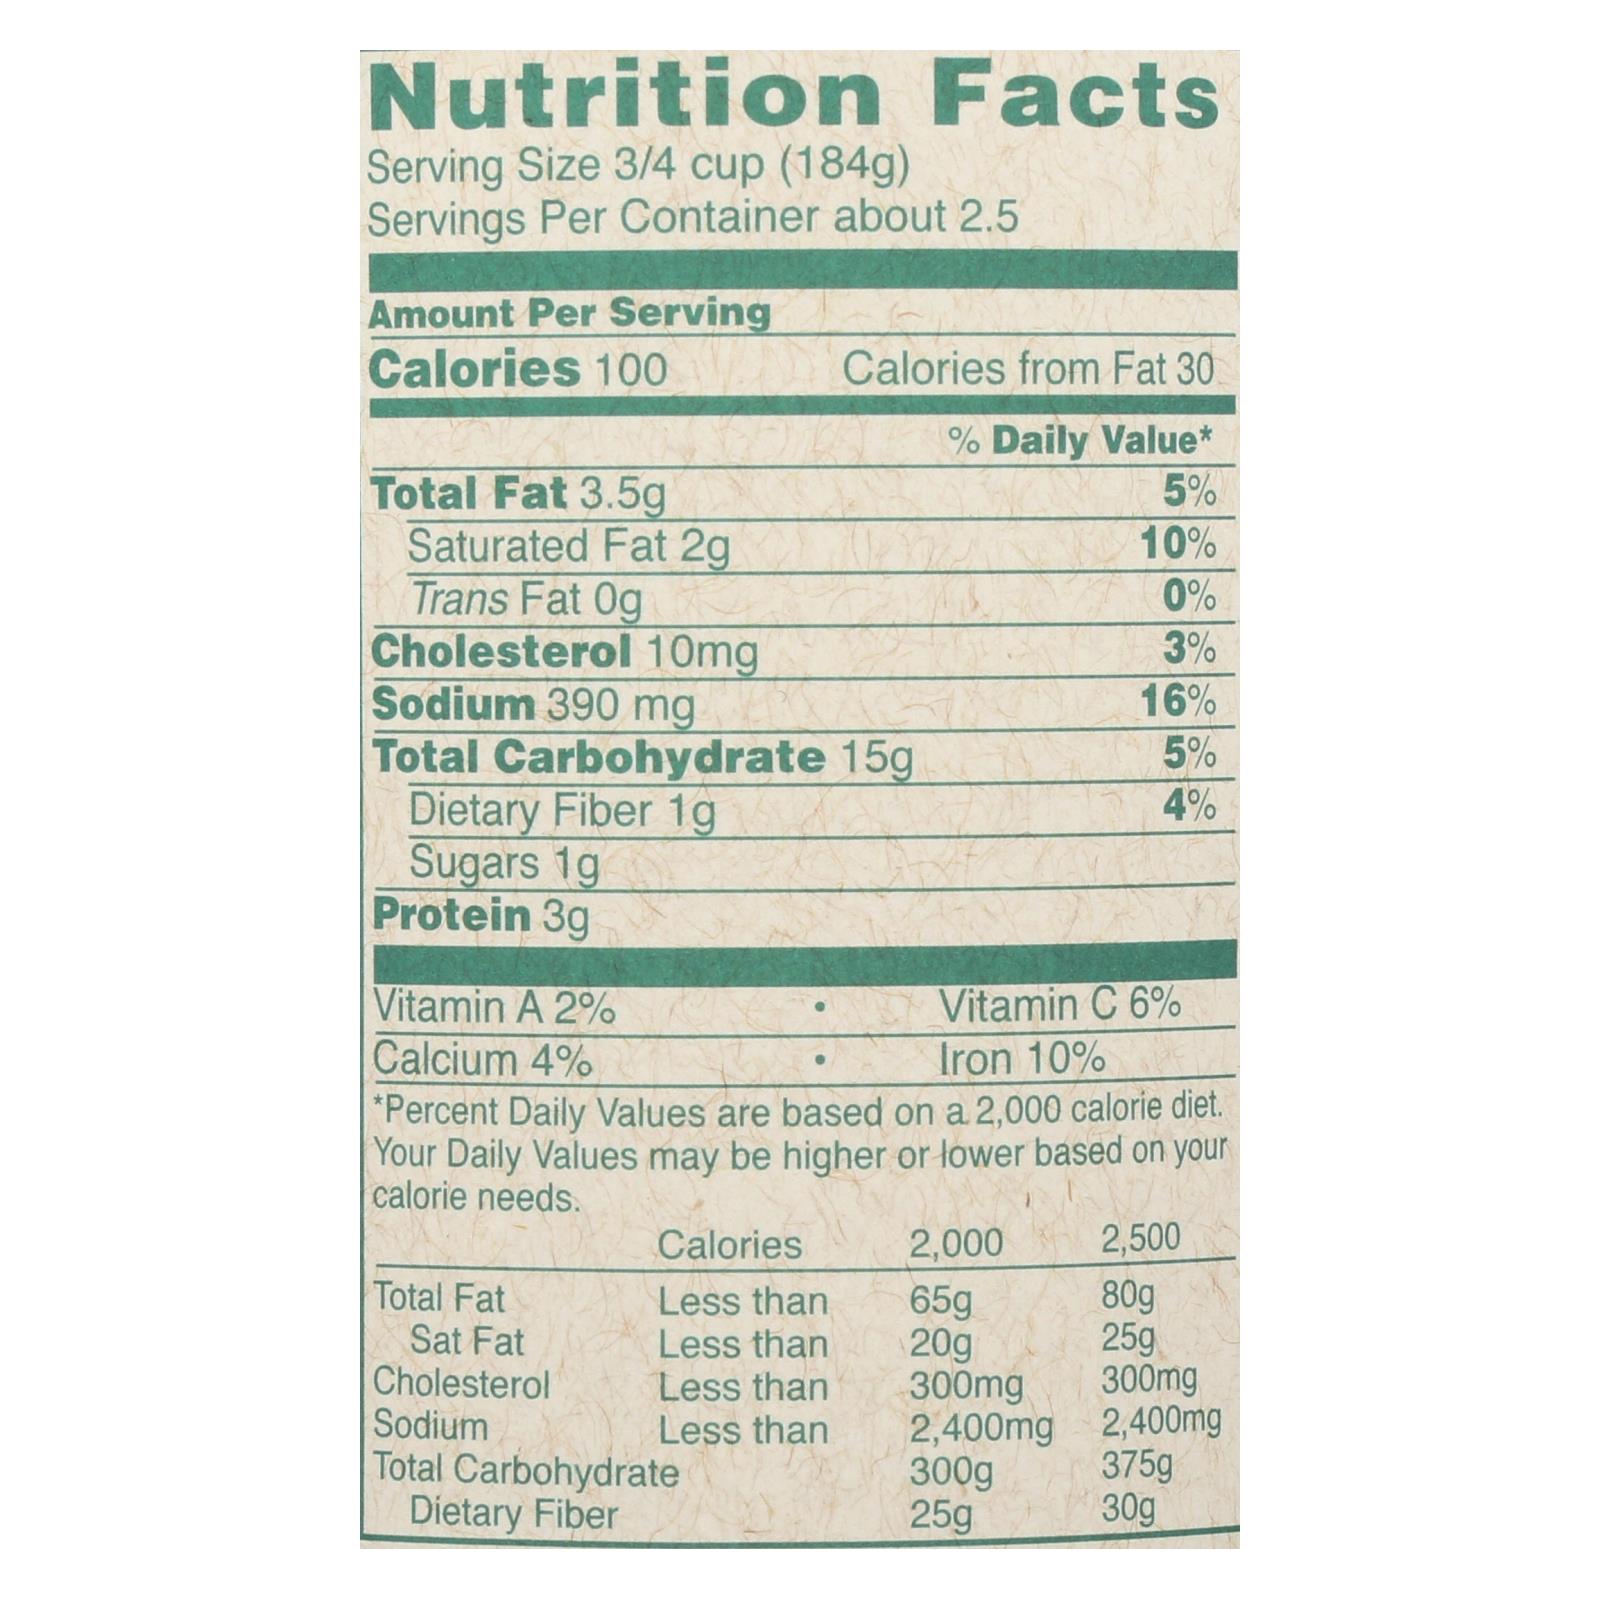 Nutrition Facts
Serving Size 3/4 cup (184g)
Servings Per Container about 2.5
Amount Per Serving
Calories 100 Calories from Fat 30
% Daily Value*
Total Fat 3.5g 5%
Saturated Fat 2g 10%
Trans Fat 0g 0%
Cholesterol 10mg 3%
Sodium 390 mg 16%
Total Carbohydrate 15g 5%
Dietary Fiber 1g 4%
Sugars 1g
Protein 3g
Vitamin A 2% • Vitamin C 6%
Calcium 4% • Iron 10%
*Percent Daily Values are based on a 2,000 calorie diet.
Your Daily Values may be higher or lower based on your
calorie needs.
Calories 2,000 2,500
Total Fat Less than 65g 80g
Sat Fat Less than 20g 25g
Cholesterol Less than 300mg 300mg
Sodium Less than 2,400mg 2,400mg
Total Carbohydrate 300g 375g
Dietary Fiber 25g 30g